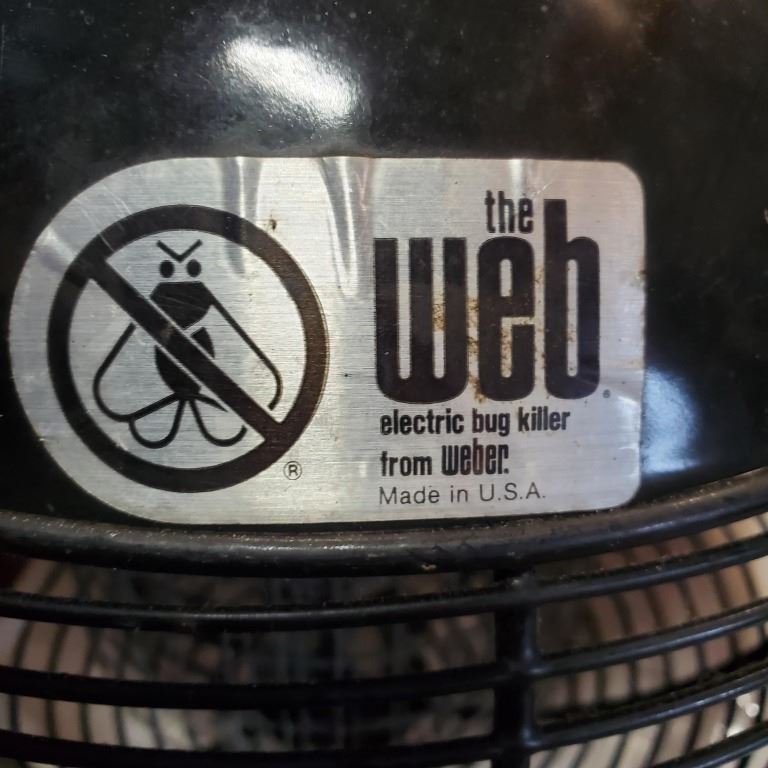 the
web®
electric bug killer
from weber®
Made in U.S.A.
®